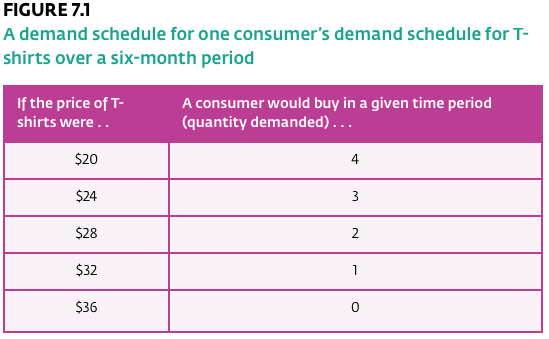 FIGURE 7.1
A demand schedule for one consumer’s demand schedule for T-
shirts over a six-month period
If the price of T-
shirts were . .
A consumer would buy in a given time period
(quantity demanded) . . .
$20 4
$24 3
$28 2
$32 1
$36 0